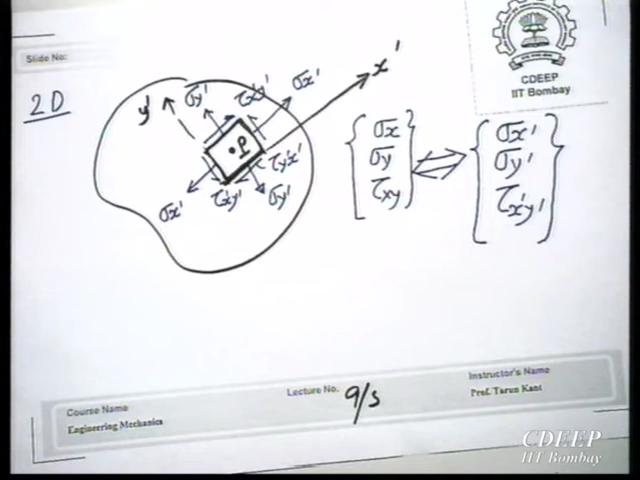 Slide No:
CDEEP
IIT Bombay
2D
y'
σy'
τx'y'
σx'
x'
P
τy'x'
σx'
τx'y'
σy'
{ σx σy τxy } ⇔ { σx' σy' τx'y' }
Course Name
Engineering Mechanics
Lecture No.
9/5
Instructor's Name
Prof. Tarun Kant
CDEEP
IIT Bombay